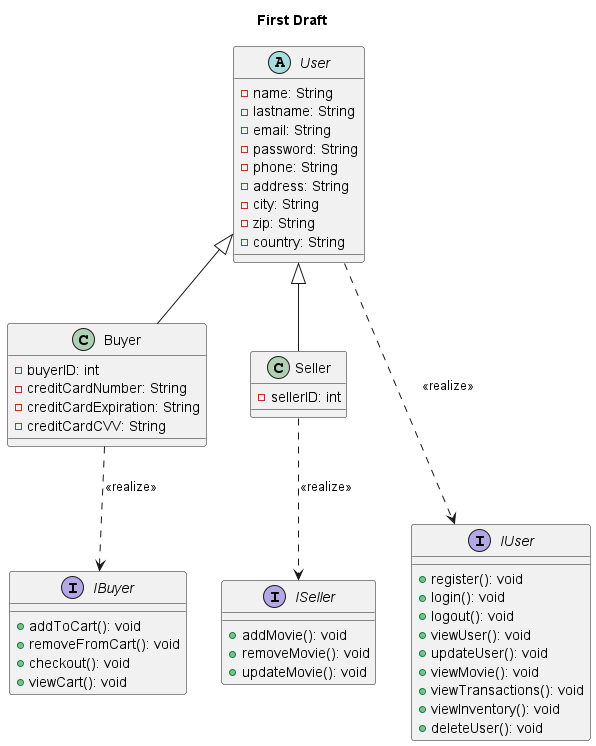 First Draft
A User
name: String
lastname: String
email: String
password: String
phone: String
address: String
city: String
zip: String
country: String
C Buyer
buyerID: int
creditCardNumber: String
creditCardExpiration: String
creditCardCVV: String
C Seller
sellerID: int
«realize»
«realize»
«realize»
I IBuyer
addToCart(): void
removeFromCart(): void
checkout(): void
viewCart(): void
I ISeller
addMovie(): void
removeMovie(): void
updateMovie(): void
I IUser
register(): void
login(): void
logout(): void
viewUser(): void
updateUser(): void
viewMovie(): void
viewTransactions(): void
viewInventory(): void
deleteUser(): void